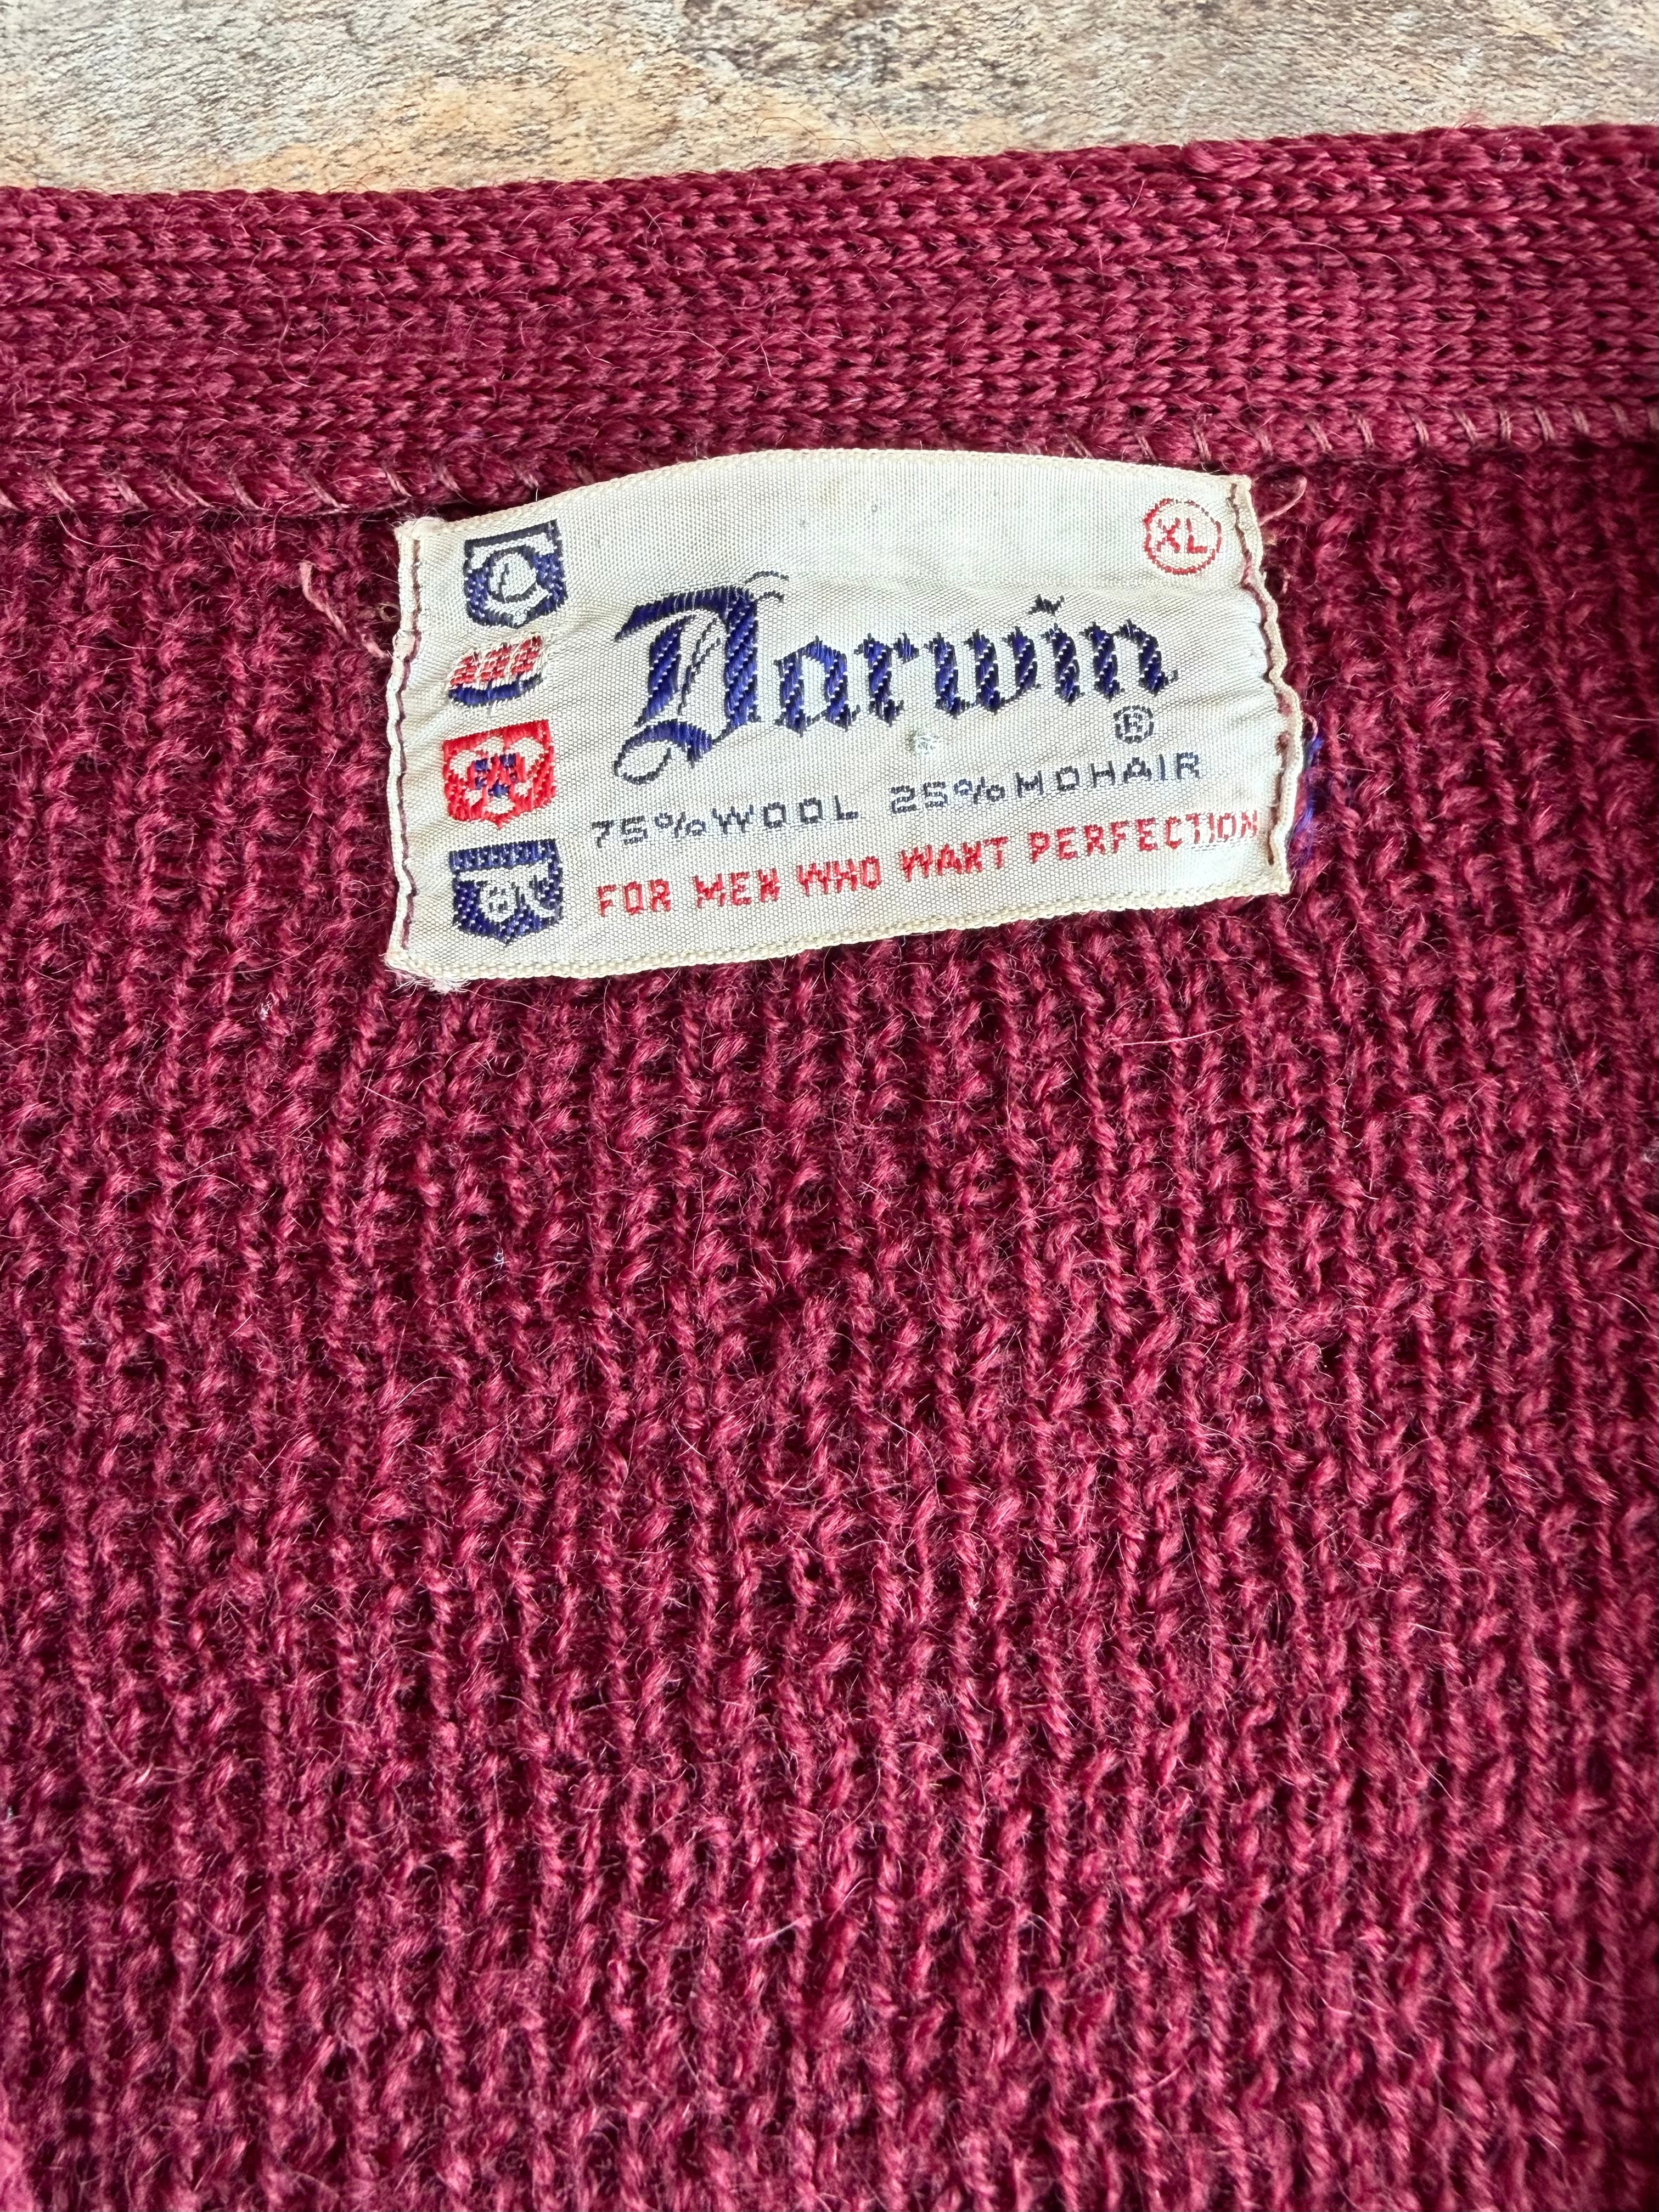 XL
Darwin
®
75% WOOL 25% MOHAIR
FOR MEN WHO WANT PERFECTION